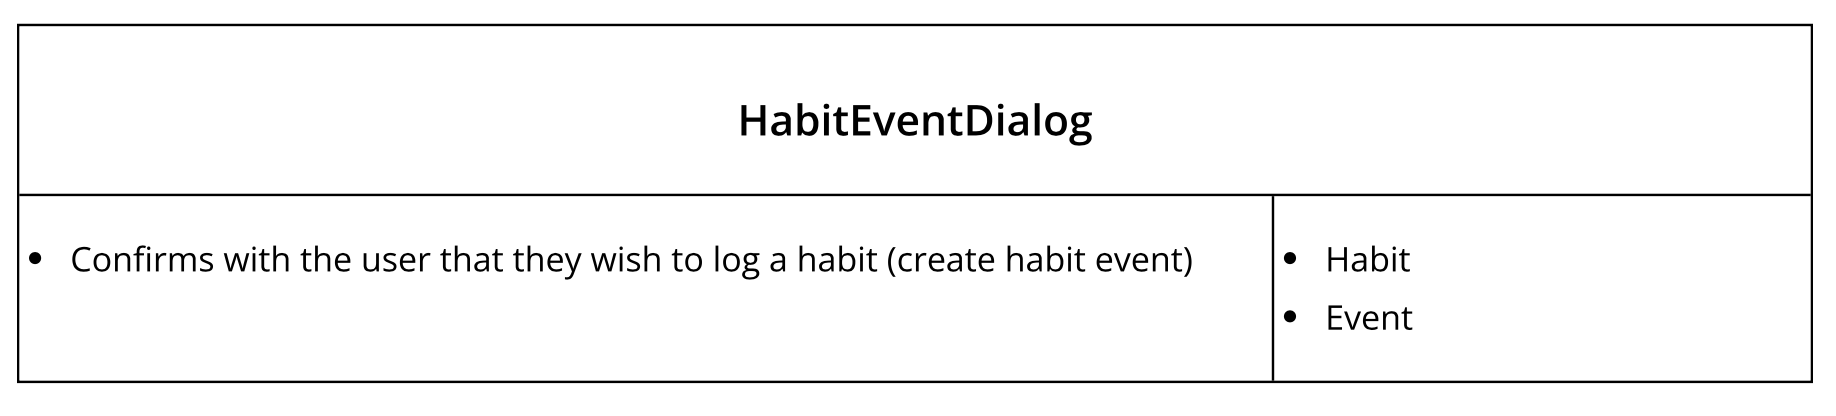 HabitEventDialog
• Confirms with the user that they wish to log a habit (create habit event)
• Habit
• Event